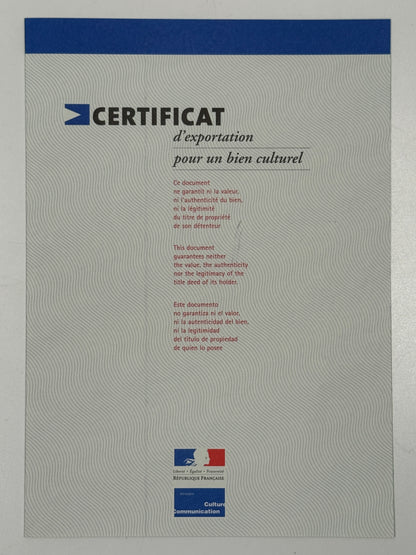 CERTIFICAT
d'exportation
pour un bien culturel
Ce document
ne garantit ni la valeur,
ni l'authenticité du bien,
ni la légitimité
du titre de propriété
de son détenteur
This document
guarantees neither
the value, the authenticity
nor the legitimacy of the
title deed of its holder.
Este documento
no garantiza ni el valor,
ni la autenticidad del bien,
ni la legitimidad
del título de propiedad
de quien lo posee
Liberté • Égalité • Fraternité
RÉPUBLIQUE FRANÇAISE
Culture
Communication